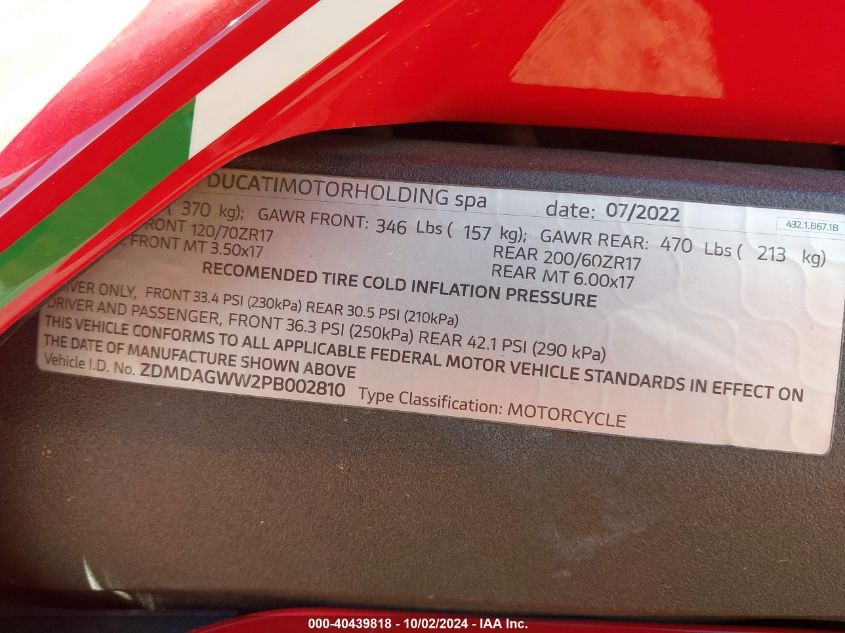 DUCATIMOTORHOLDING spa date: 07/2022
432.1.B67.1B
370 kg); GAWR FRONT: 346 Lbs ( 157 kg); GAWR REAR: 470 Lbs ( 213 kg)
FRONT 120/70ZR17 REAR 200/60ZR17
FRONT MT 3.50x17 REAR MT 6.00x17
RECOMENDED TIRE COLD INFLATION PRESSURE
DRIVER ONLY, FRONT 33.4 PSI (230kPa) REAR 30.5 PSI (210kPa)
DRIVER AND PASSENGER, FRONT 36.3 PSI (250kPa) REAR 42.1 PSI (290 kPa)
THIS VEHICLE CONFORMS TO ALL APPLICABLE FEDERAL MOTOR VEHICLE STANDARDS IN EFFECT ON
THE DATE OF MANUFACTURE SHOWN ABOVE
Vehicle I.D. No. ZDMDAGWW2PB002810 Type Classification: MOTORCYCLE
000-40439818 - 10/02/2024 - IAA Inc.